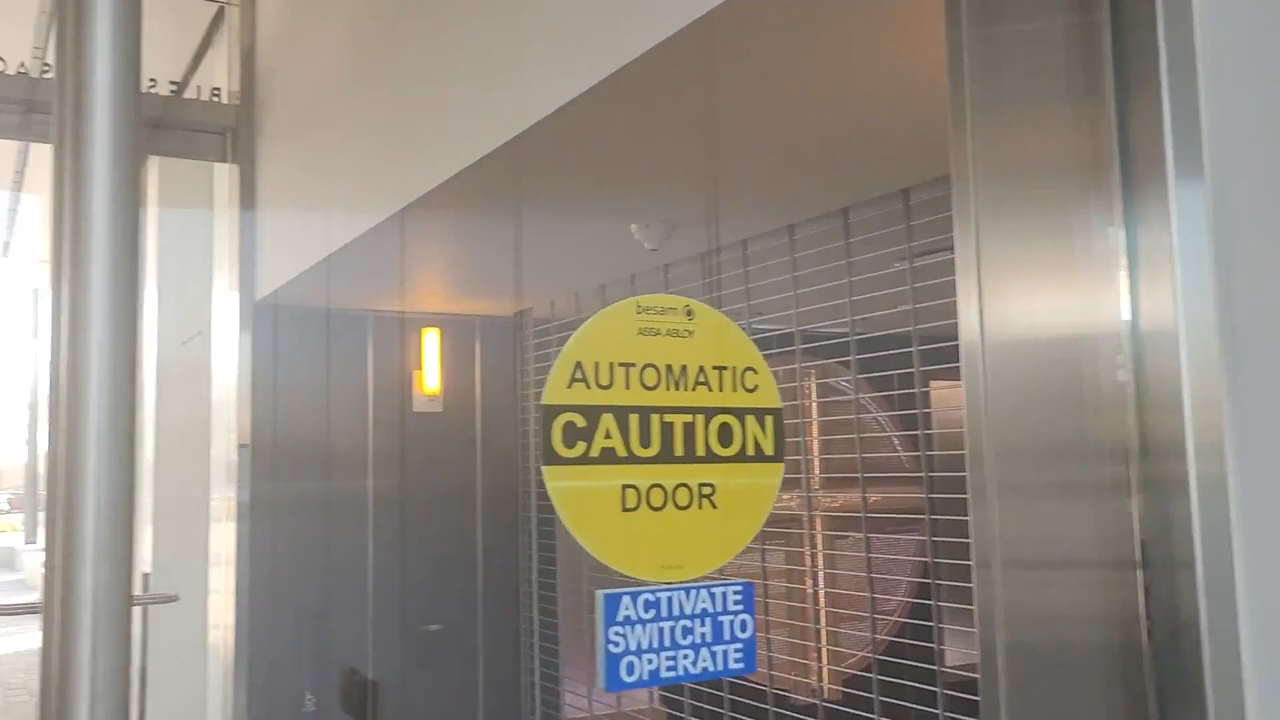 besam
ASSA ABLOY
AUTOMATIC
CAUTION
DOOR
ACTIVATE
SWITCH TO
OPERATE